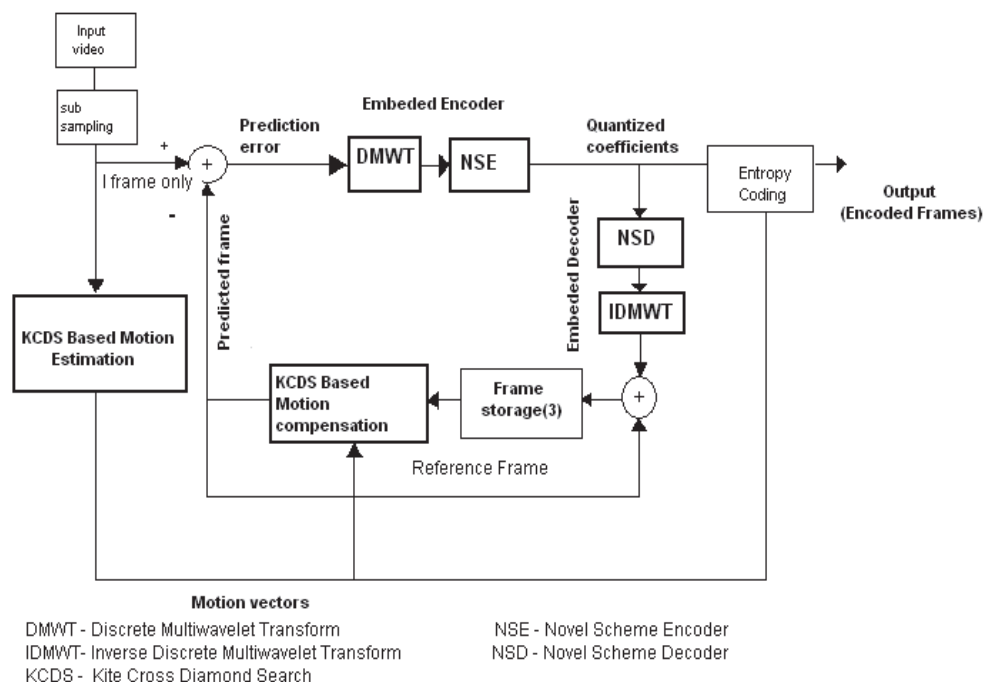 Input
video
sub
sampling
Embeded Encoder
Prediction
error
Quantized
coefficients
+
+
I frame only
-
DMWT
NSE
Entropy
Coding
Output
(Encoded Frames)
NSD
Embeded Decoder
Predicted frame
IDMWT
KCDS Based Motion
Estimation
KCDS Based
Motion
compensation
Frame
storage(3)
+
Reference Frame
Motion vectors
DMWT - Discrete Multiwavelet Transform
NSE - Novel Scheme Encoder
IDMWT- Inverse Discrete Multiwavelet Transform
NSD - Novel Scheme Decoder
KCDS - Kite Cross Diamond Search